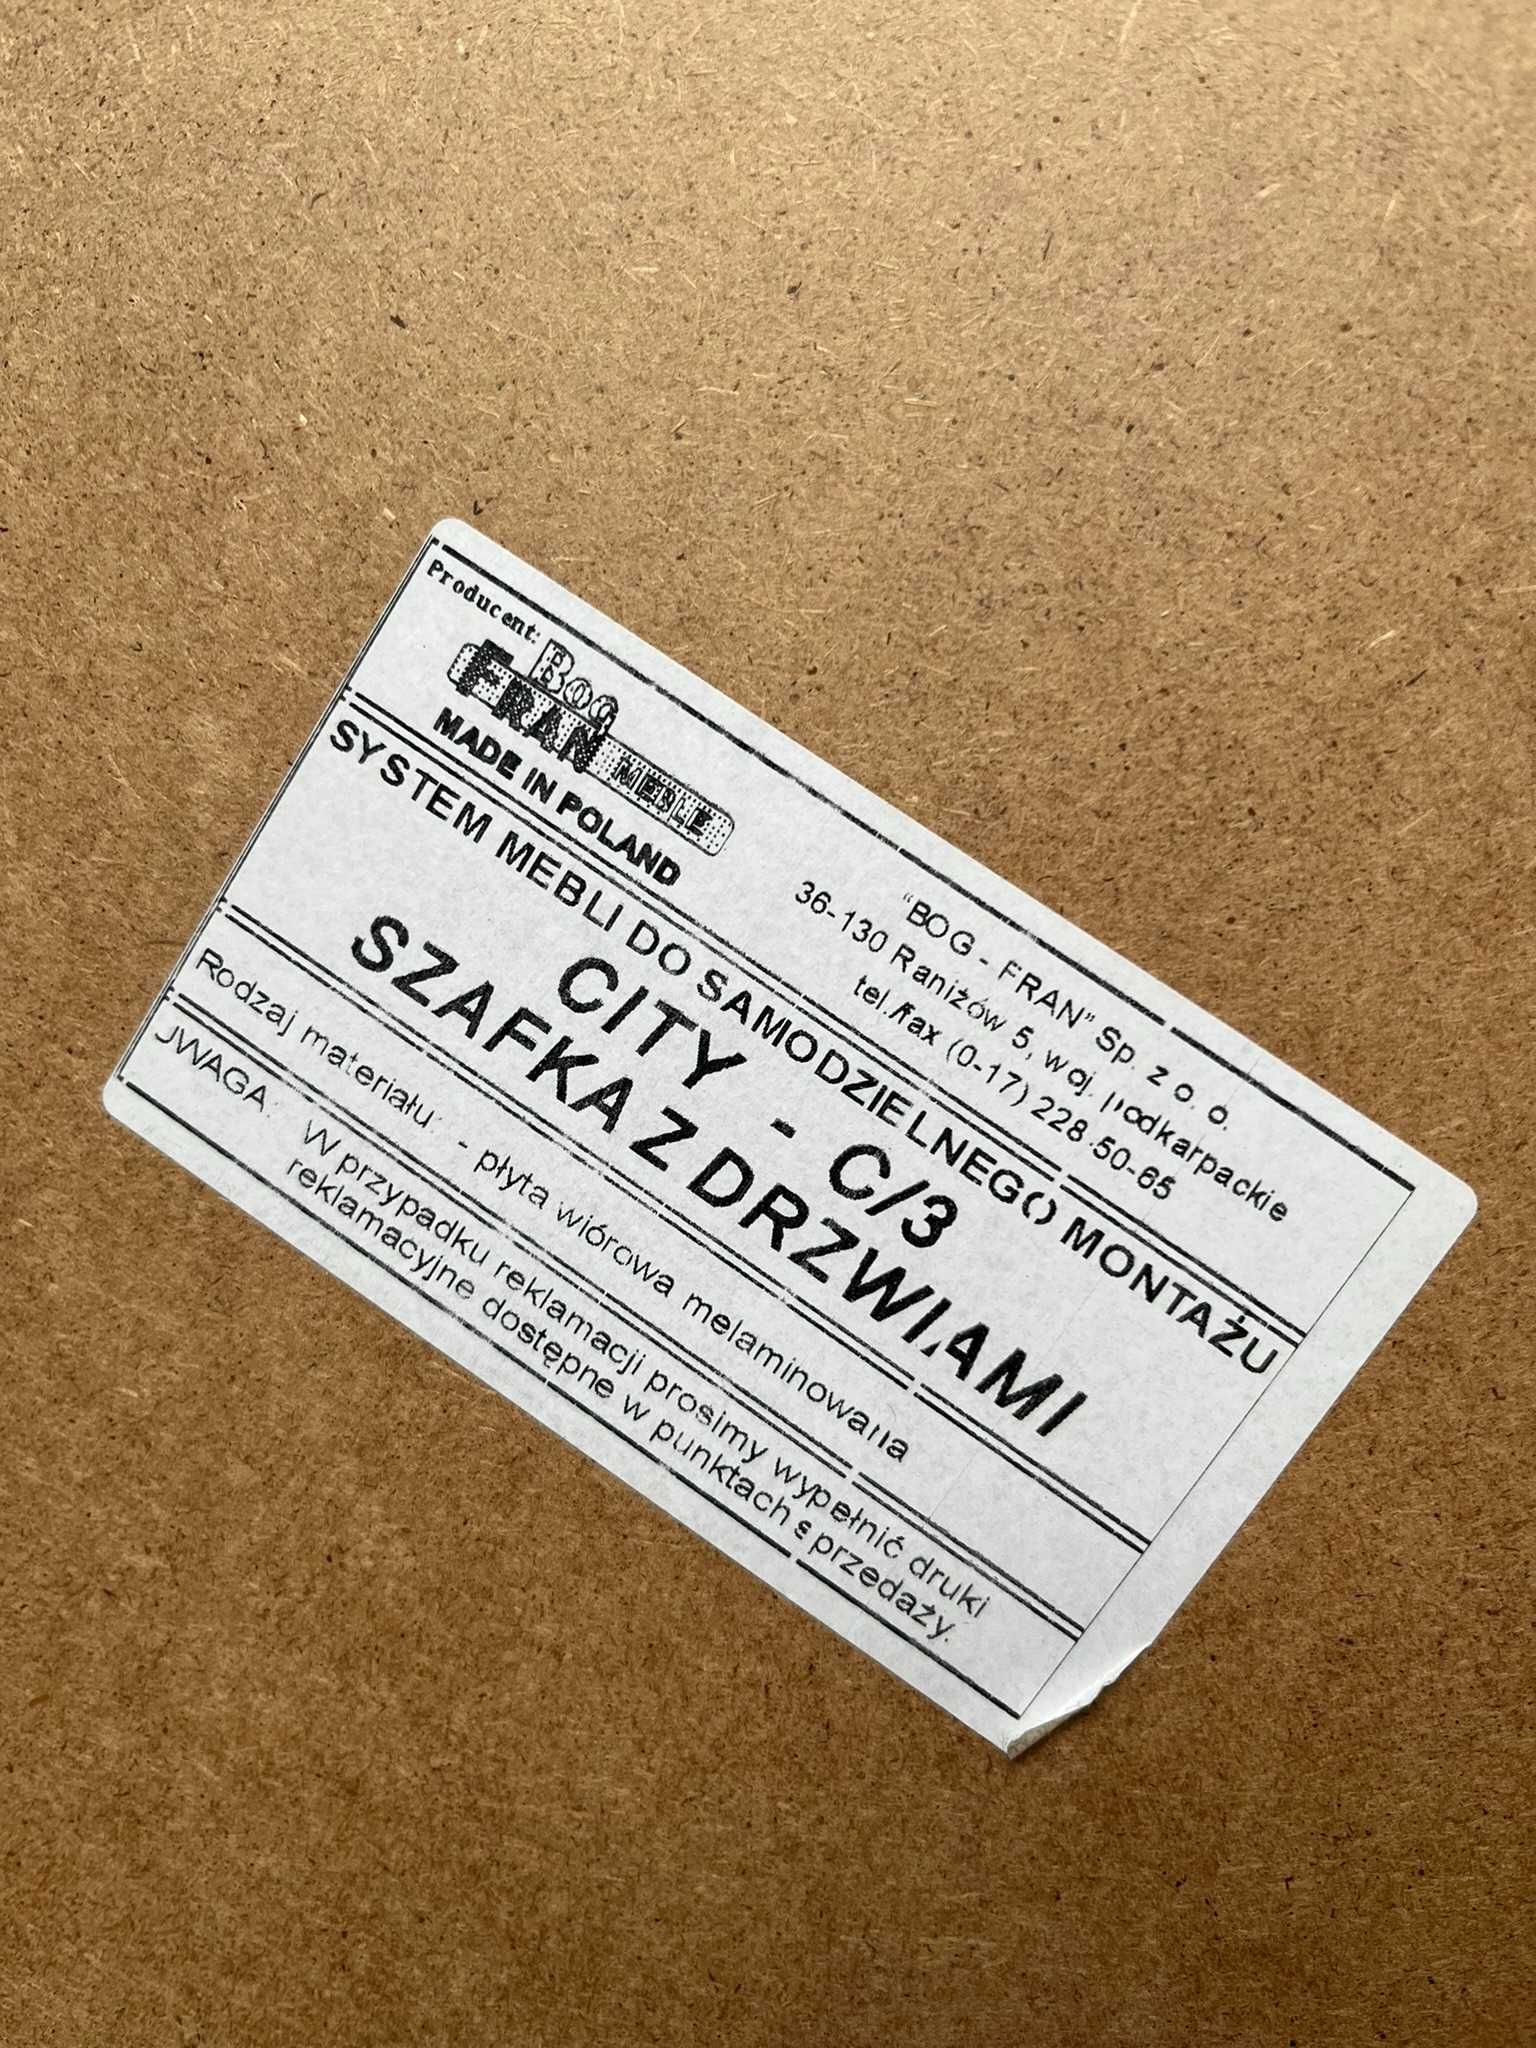 Producent:
Bog
FRAN MEBLE
MADE IN POLAND
"BOG - FRAN" Sp. z o. o.
36-130 Raniżów 5, woj. podkarpackie
tel./fax (0-17) 228-50-65
SYSTEM MEBLI DO SAMODZIELNEGO MONTAŻU
CITY - C/3
SZAFKA Z DRZWIAMI
Rodzaj materiału: - płyta wiórowa melaminowana
UWAGA:
W przypadku reklamacji prosimy wypełnić druki
reklamacyjne dostępne w punktach sprzedaży.